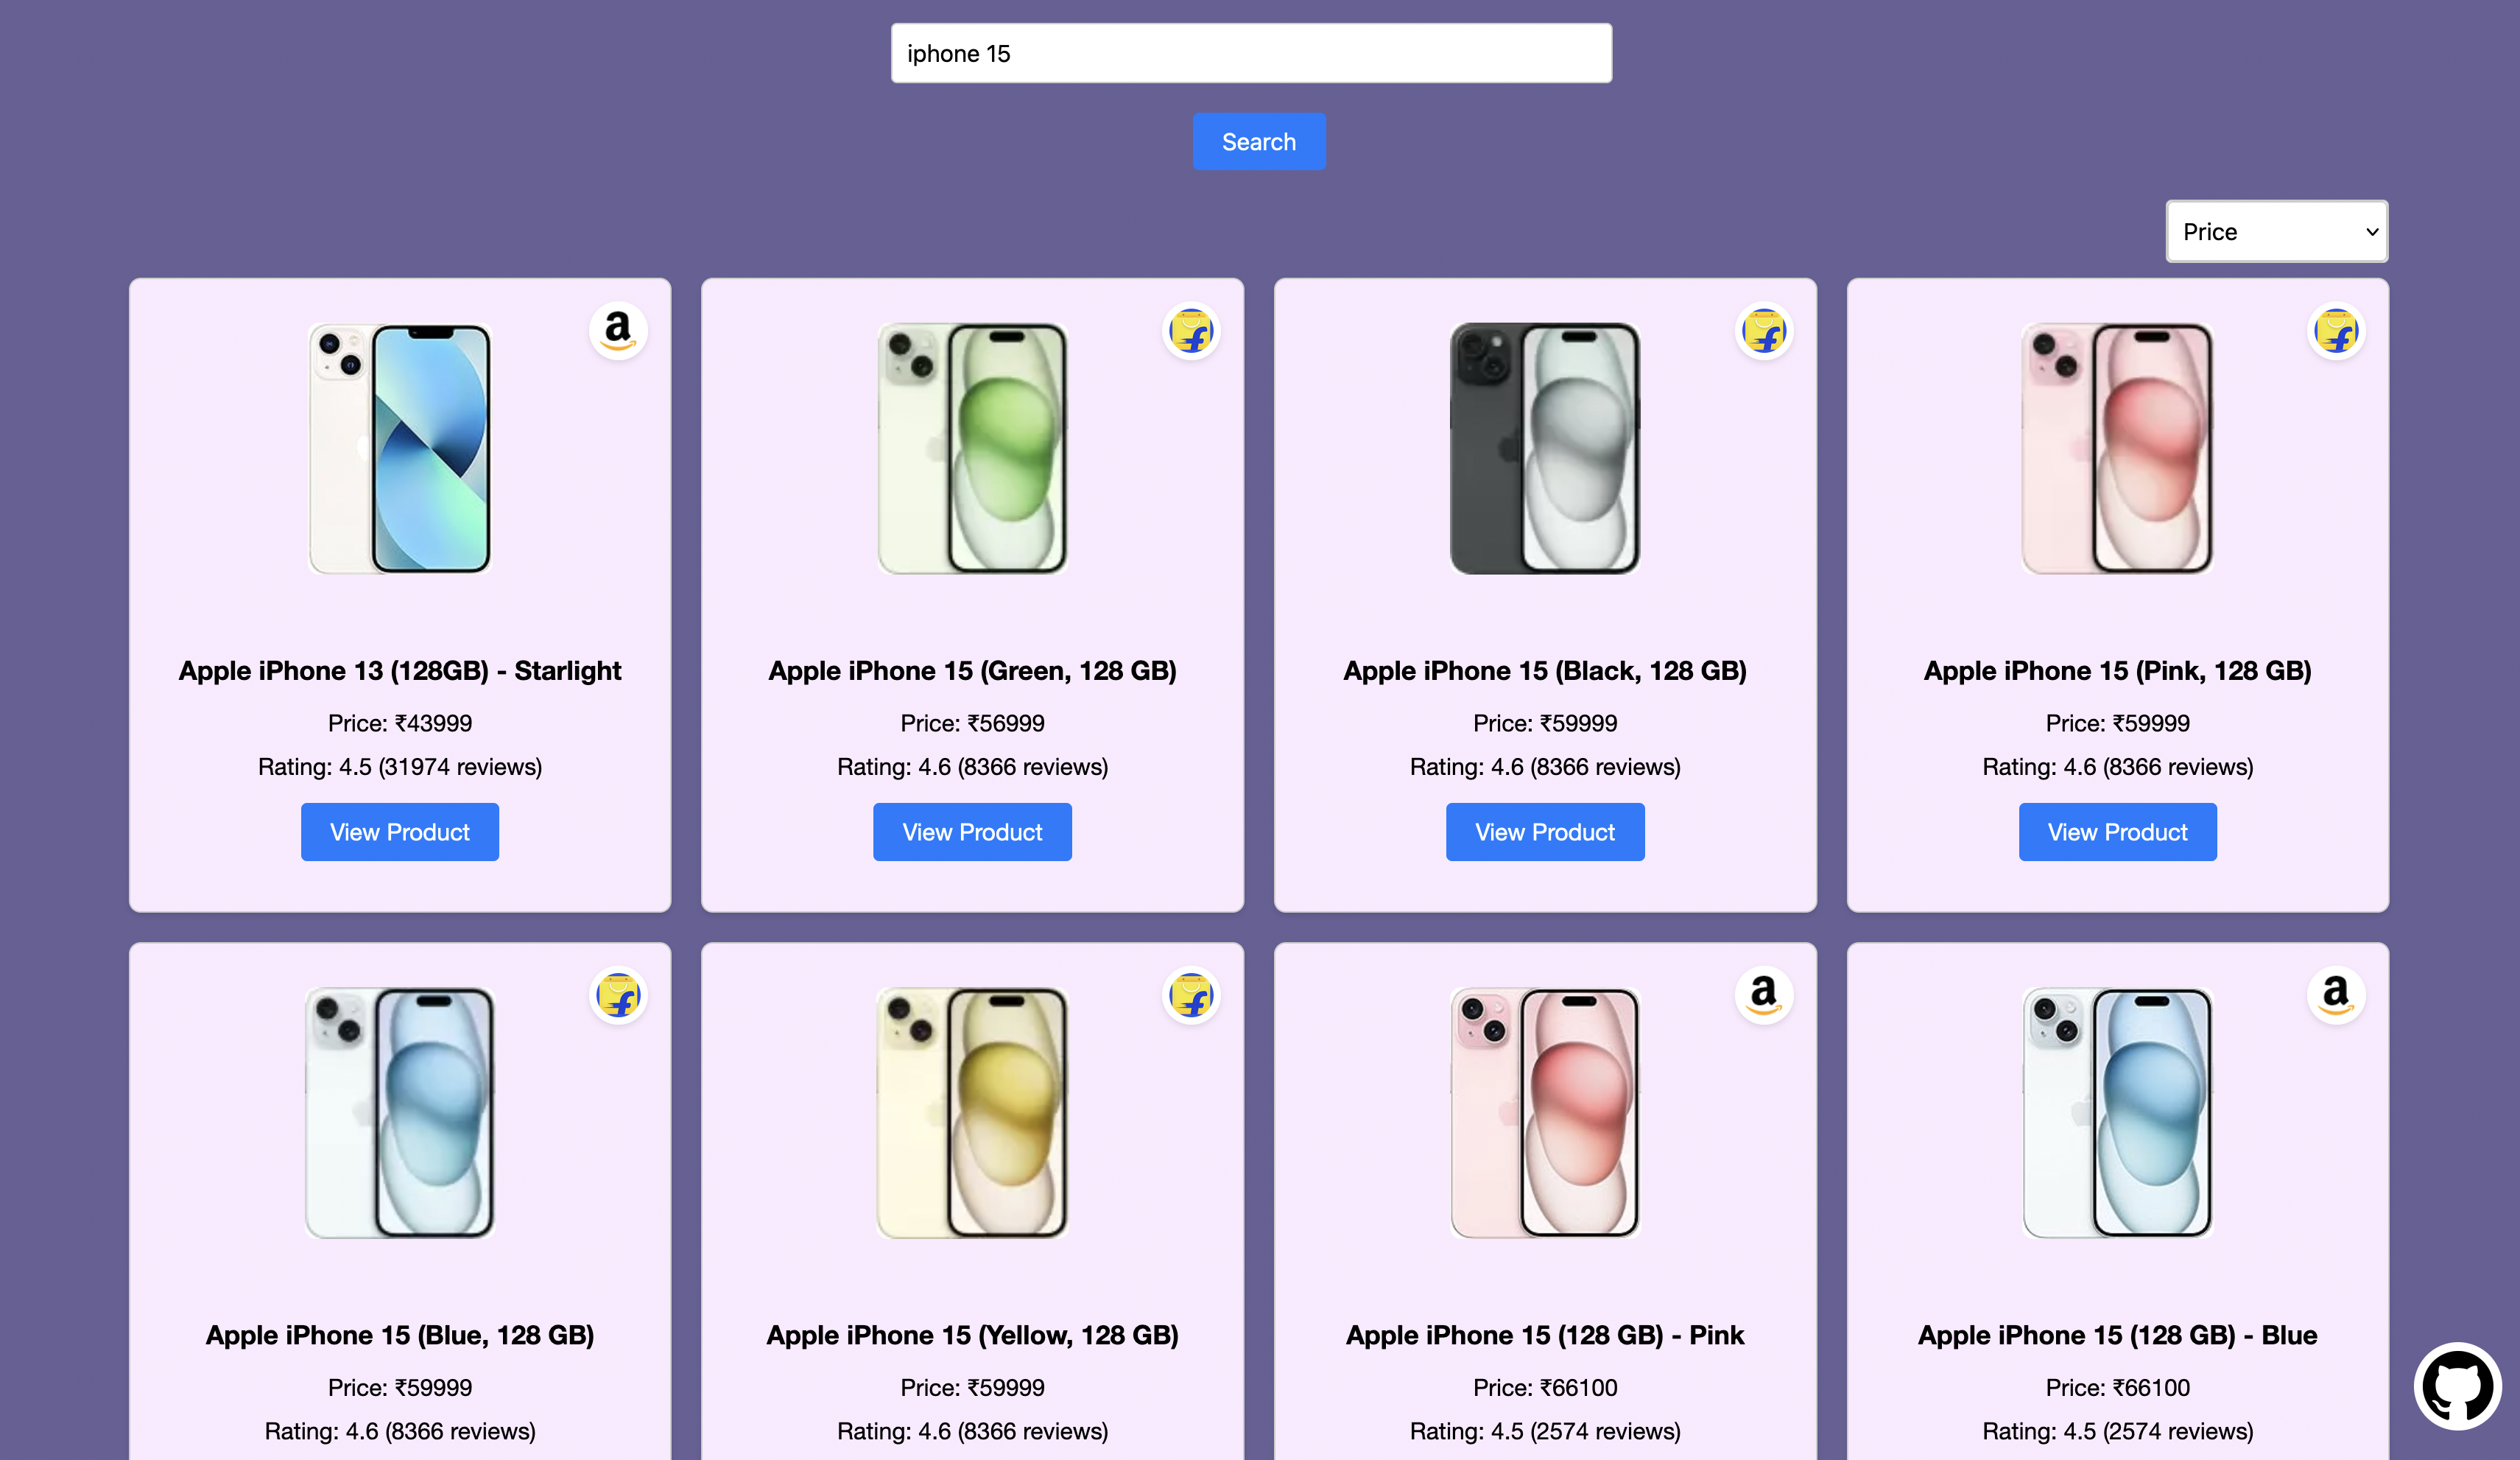 iphone 15
Search
Price
a
f
f
f
Apple iPhone 13 (128GB) - Starlight
Price: ₹43999
Rating: 4.5 (31974 reviews)
View Product
Apple iPhone 15 (Green, 128 GB)
Price: ₹56999
Rating: 4.6 (8366 reviews)
View Product
Apple iPhone 15 (Black, 128 GB)
Price: ₹59999
Rating: 4.6 (8366 reviews)
View Product
Apple iPhone 15 (Pink, 128 GB)
Price: ₹59999
Rating: 4.6 (8366 reviews)
View Product
f
f
a
a
Apple iPhone 15 (Blue, 128 GB)
Price: ₹59999
Rating: 4.6 (8366 reviews)
Apple iPhone 15 (Yellow, 128 GB)
Price: ₹59999
Rating: 4.6 (8366 reviews)
Apple iPhone 15 (128 GB) - Pink
Price: ₹66100
Rating: 4.5 (2574 reviews)
Apple iPhone 15 (128 GB) - Blue
Price: ₹66100
Rating: 4.5 (2574 reviews)